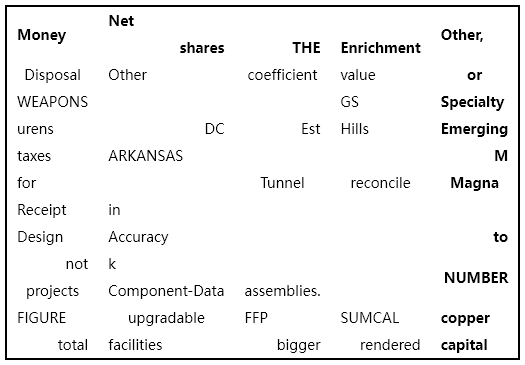 Money Net shares THE Enrichment Other,
Disposal Other coefficient value or
WEAPONS GS Specialty
urens DC Est Hills Emerging
taxes ARKANSAS M
for Tunnel reconcile Magna
Receipt in
Design Accuracy to
not k NUMBER
projects Component-Data assemblies.
FIGURE upgradable FFP SUMCAL copper
total facilities bigger rendered capital